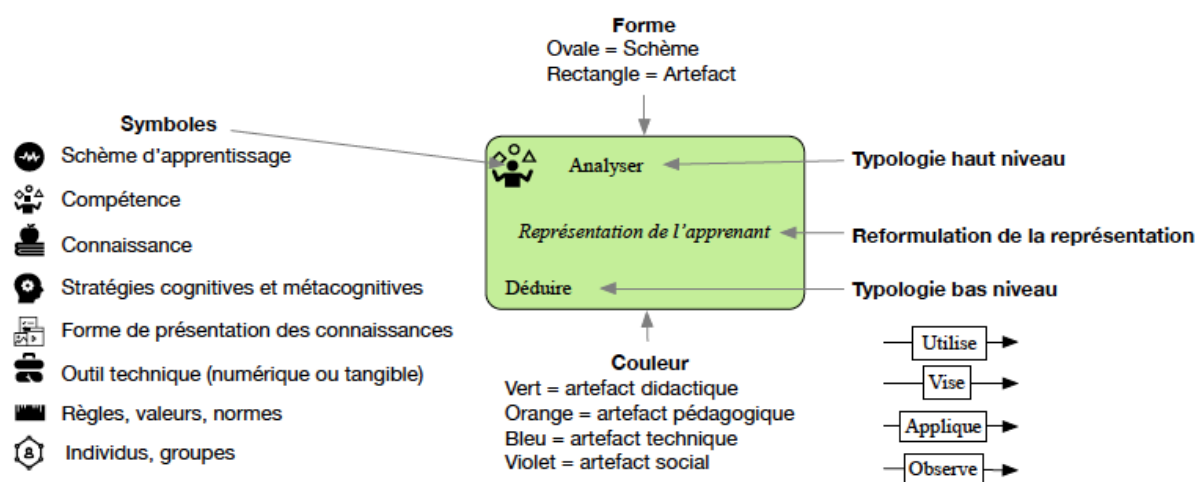 Forme
Ovale = Schème
Rectangle = Artefact
Symboles
Schème d'apprentissage
Compétence
Connaissance
Stratégies cognitives et métacognitives
Forme de présentation des connaissances
Outil technique (numérique ou tangible)
Règles, valeurs, normes
Individus, groupes
Analyser
Représentation de l'apprenant
Déduire
Typologie haut niveau
Reformulation de la représentation
Typologie bas niveau
Couleur
Vert = artefact didactique
Orange = artefact pédagogique
Bleu = artefact technique
Violet = artefact social
Utilise
Vise
Applique
Observe